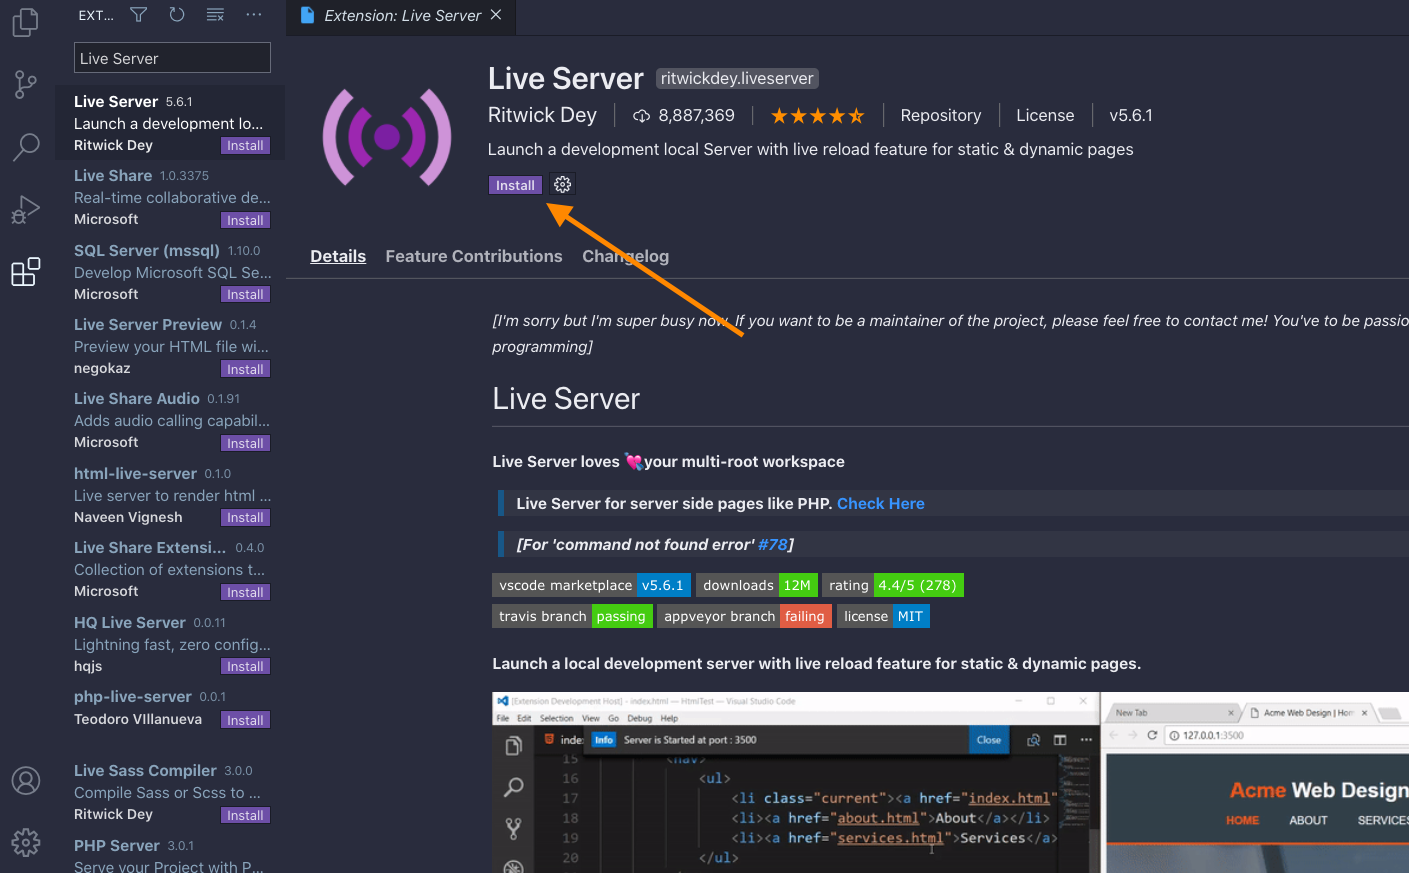 EXT...
Live Server
Live Server 5.6.1
Launch a development lo...
Ritwick Dey Install
Live Share 1.0.3375
Real-time collaborative de...
Microsoft Install
SQL Server (mssql) 1.10.0
Develop Microsoft SQL Se...
Microsoft Install
Live Server Preview 0.1.4
Preview your HTML file wi...
negokaz Install
Live Share Audio 0.1.91
Adds audio calling capabil...
Microsoft Install
html-live-server 0.1.0
Live server to render html ...
Naveen Vignesh Install
Live Share Extensi... 0.4.0
Collection of extensions t...
Microsoft Install
HQ Live Server 0.0.11
Lightning fast, zero config...
hqjs Install
php-live-server 0.0.1
Teodoro VIllanueva Install
Live Sass Compiler 3.0.0
Compile Sass or Scss to ...
Ritwick Dey Install
PHP Server 3.0.1
Serve your Project with P...
Extension: Live Server
Live Server ritwickdey.liveserver
Ritwick Dey 8,887,369 Repository License v5.6.1
Launch a development local Server with live reload feature for static & dynamic pages
Install
Details Feature Contributions Changelog
[I'm sorry but I'm super busy now. If you want to be a maintainer of the project, please feel free to contact me! You've to be passio
programming]
Live Server
Live Server loves 💘your multi-root workspace
Live Server for server side pages like PHP. Check Here
[For 'command not found error' #78]
vscode marketplace v5.6.1 downloads 12M rating 4.4/5 (278)
travis branch passing appveyor branch failing license MIT
Launch a local development server with live reload feature for static & dynamic pages.
[Extension Development Host] - index.html — HtmlTest — Visual Studio Code
File Edit Selection View Go Debug Help
index Info Server is Started at port : 3500 Close
15 <nav>
16 <ul>
17 <li class="current"><a href="index.html"
18 <li><a href="about.html">About</a></li>
19 <li><a href="services.html">Services</a>
20 </ul>
New Tab Acme Web Design | Hom
127.0.0.1:3500
Acme Web Design
HOME ABOUT SERVICES